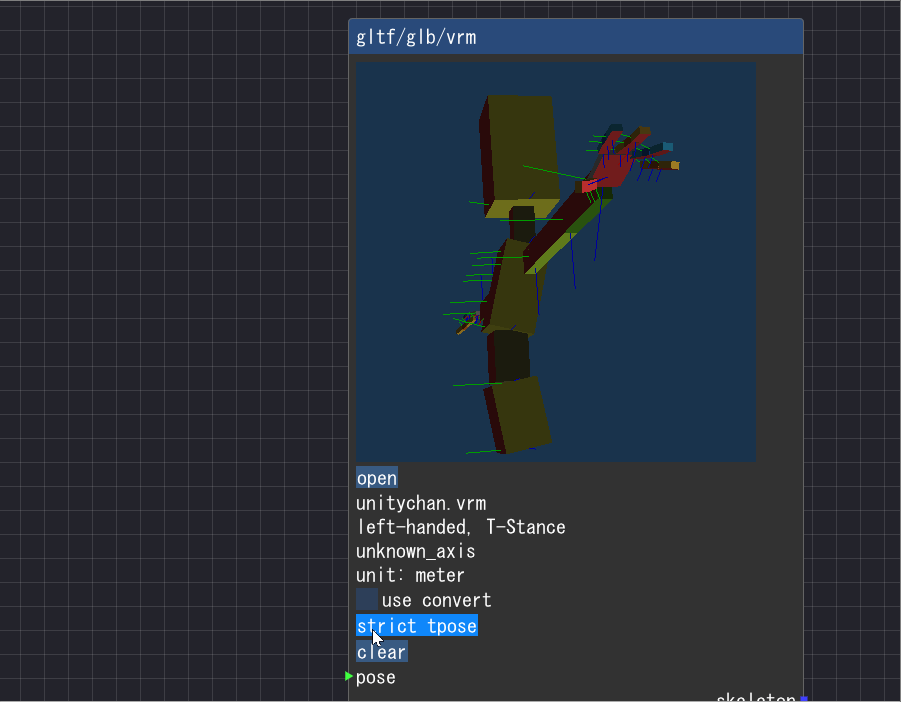 gltf/glb/vrm
open
unitychan.vrm
left-handed, T-Stance
unknown_axis
unit: meter
use convert
strict tpose
clear
pose
skeleton